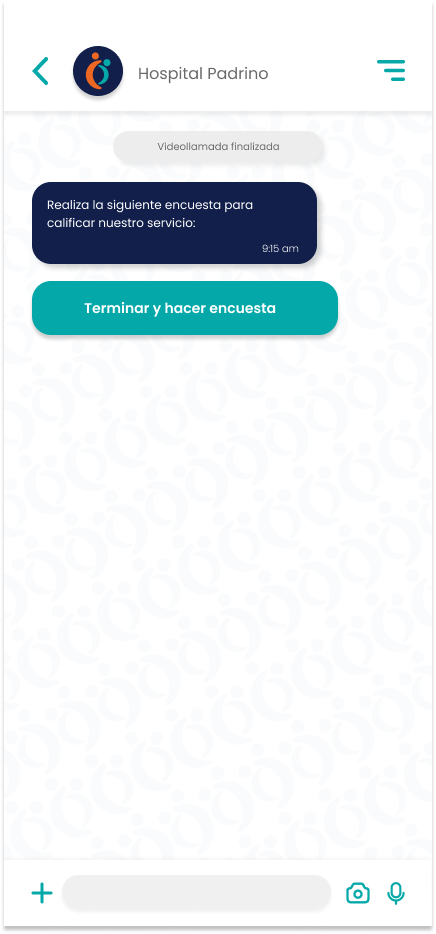 Hospital Padrino
Videollamada finalizada
Realiza la siguiente encuesta para
calificar nuestro servicio:
9:15 am
Terminar y hacer encuesta